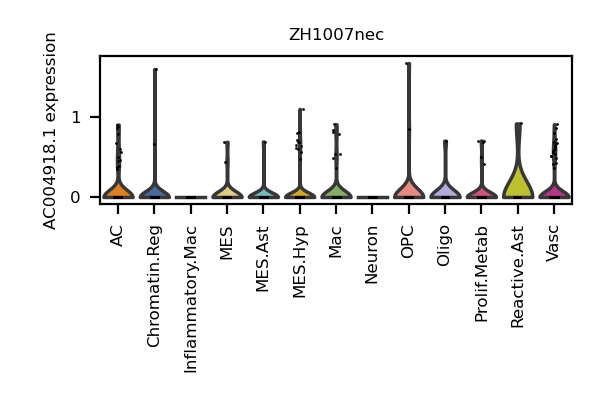 ZH1007nec
AC004918.1 expression
1
0
AC
Chromatin.Reg
Inflammatory.Mac
MES
MES.Ast
MES.Hyp
Mac
Neuron
OPC
Oligo
Prolif.Metab
Reactive.Ast
Vasc